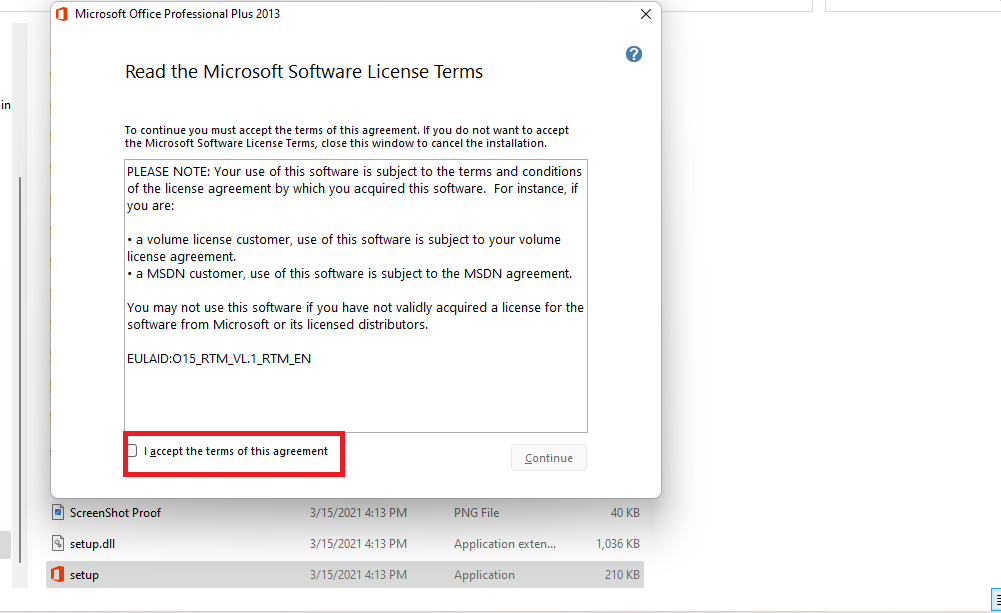 Microsoft Office Professional Plus 2013
Read the Microsoft Software License Terms
in
To continue you must accept the terms of this agreement. If you do not want to accept
the Microsoft Software License Terms, close this window to cancel the installation.
PLEASE NOTE: Your use of this software is subject to the terms and conditions
of the license agreement by which you acquired this software.  For instance, if
you are:
• a volume license customer, use of this software is subject to your volume
license agreement.
• a MSDN customer, use of this software is subject to the MSDN agreement.
You may not use this software if you have not validly acquired a license for the
software from Microsoft or its licensed distributors.
EULAID:O15_RTM_VL.1_RTM_EN
I accept the terms of this agreement
Continue
ScreenShot Proof 3/15/2021 4:13 PM PNG File 40 KB
setup.dll 3/15/2021 4:13 PM Application exten... 1,036 KB
setup 3/15/2021 4:13 PM Application 210 KB